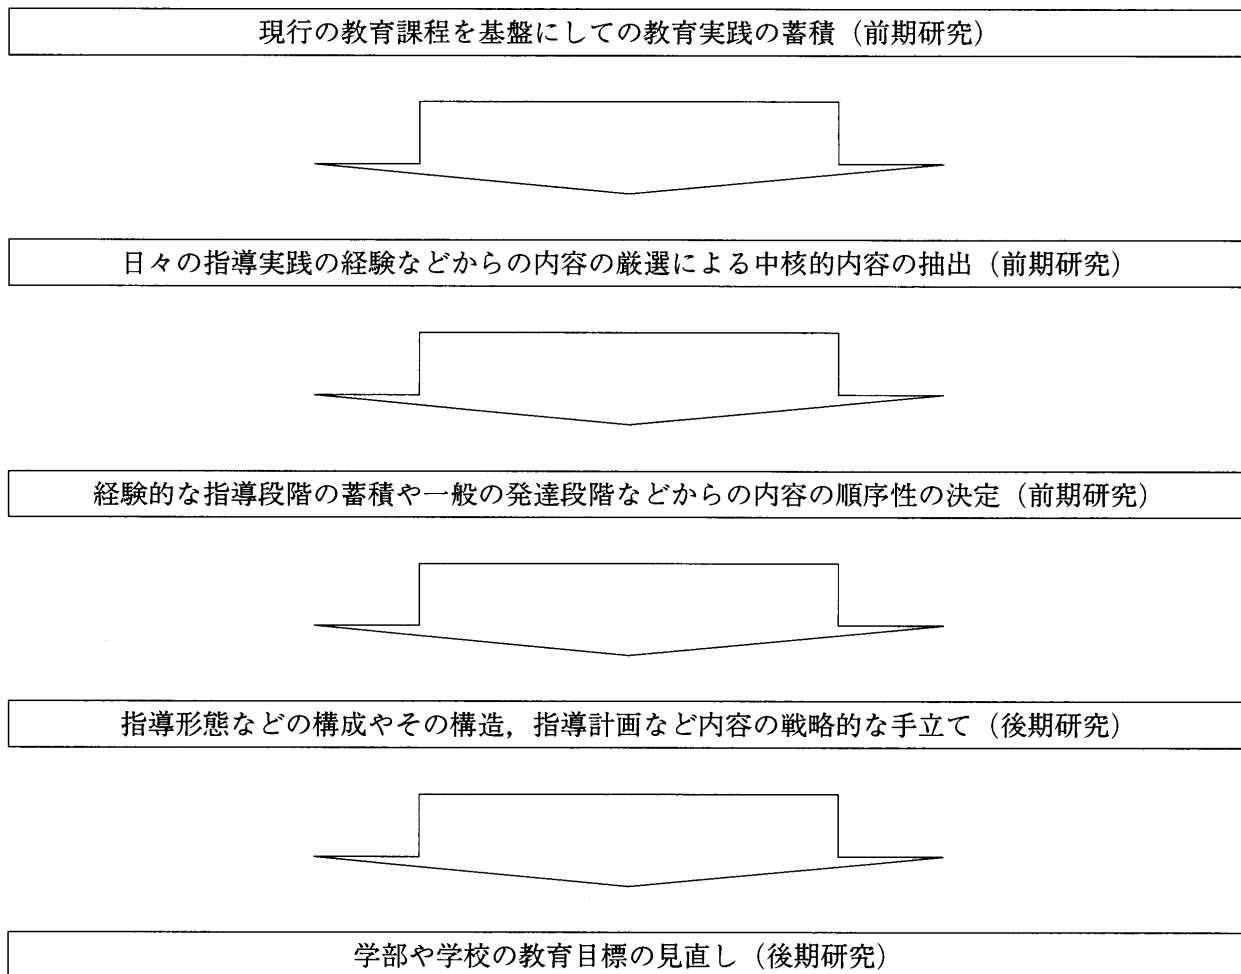 現行の教育課程を基盤にしての教育実践の蓄積（前期研究）
日々の指導実践の経験などからの内容の厳選による中核的内容の抽出（前期研究）
経験的な指導段階の蓄積や一般の発達段階などからの内容の順序性の決定（前期研究）
指導形態などの構成やその構造，指導計画など内容の戦略的な手立て（後期研究）
学部や学校の教育目標の見直し（後期研究）